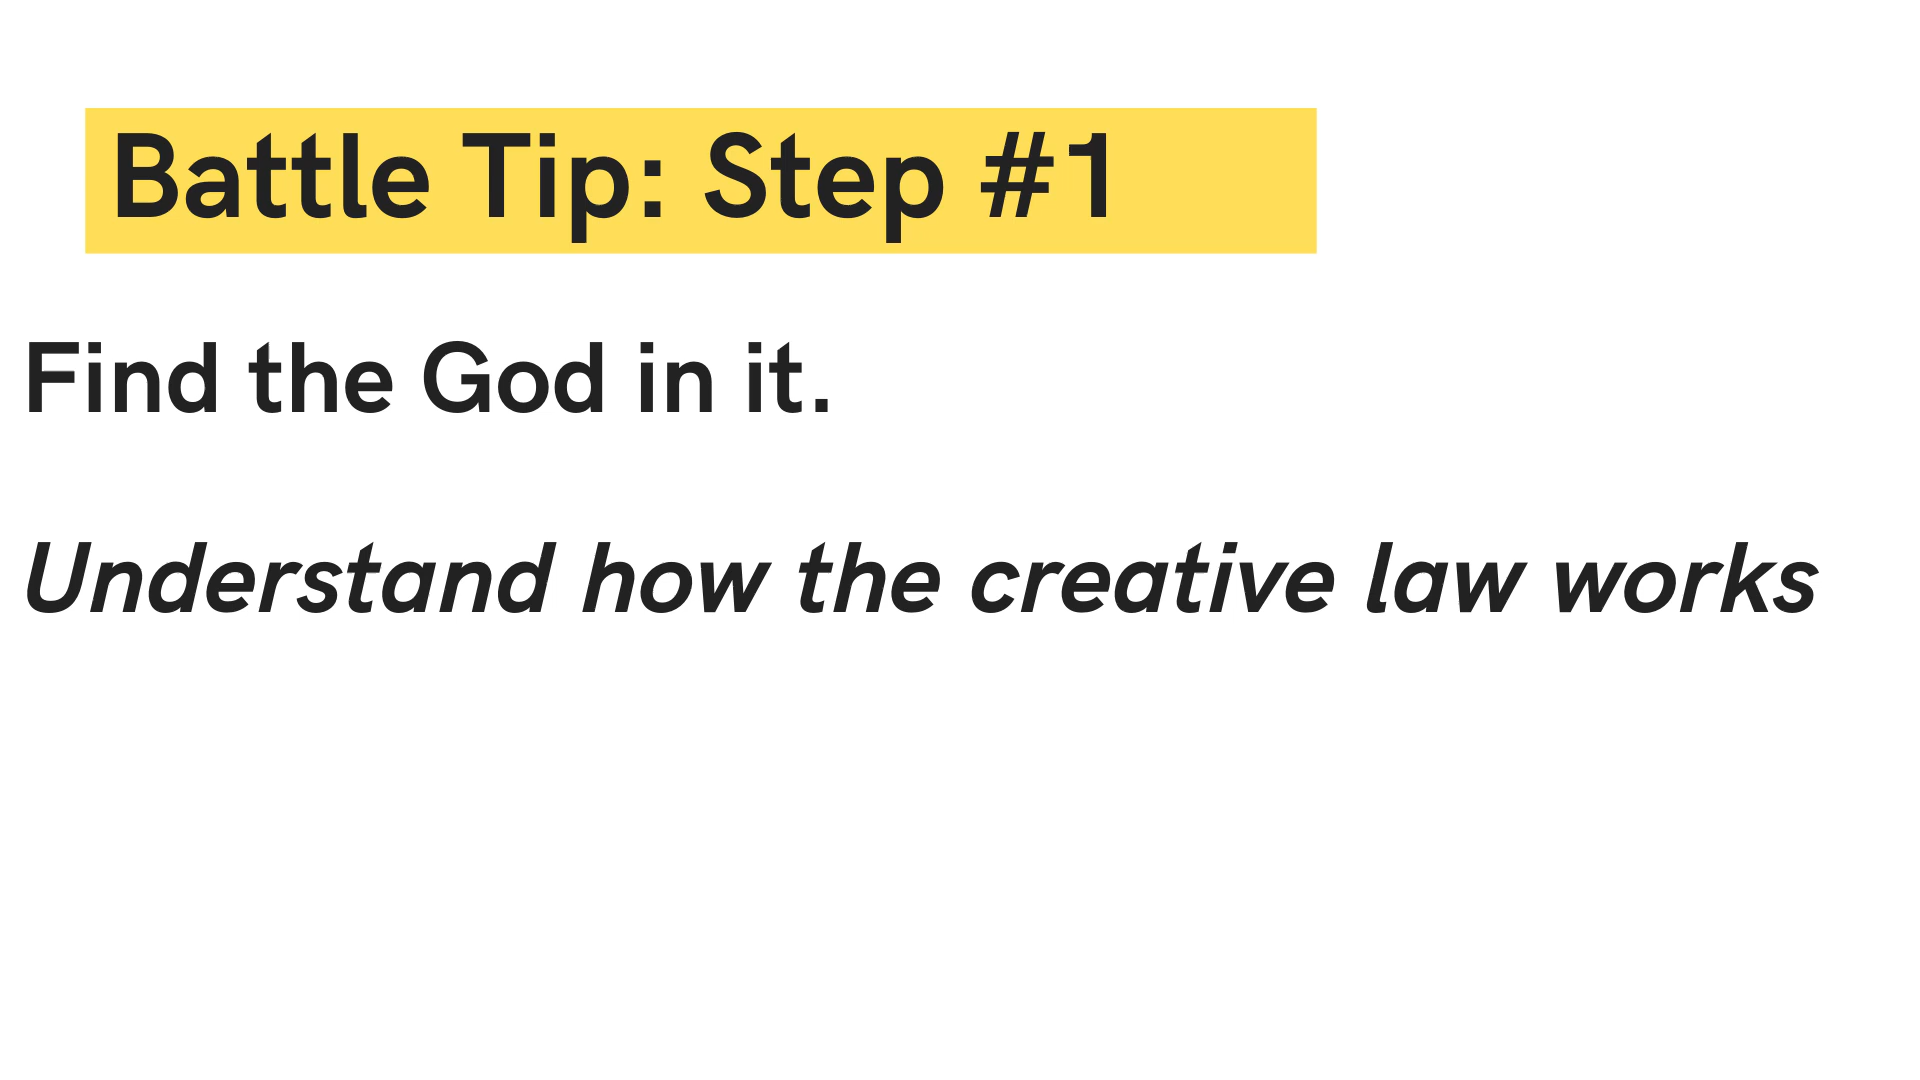 Battle Tip: Step #1
Find the God in it.
Understand how the creative law works